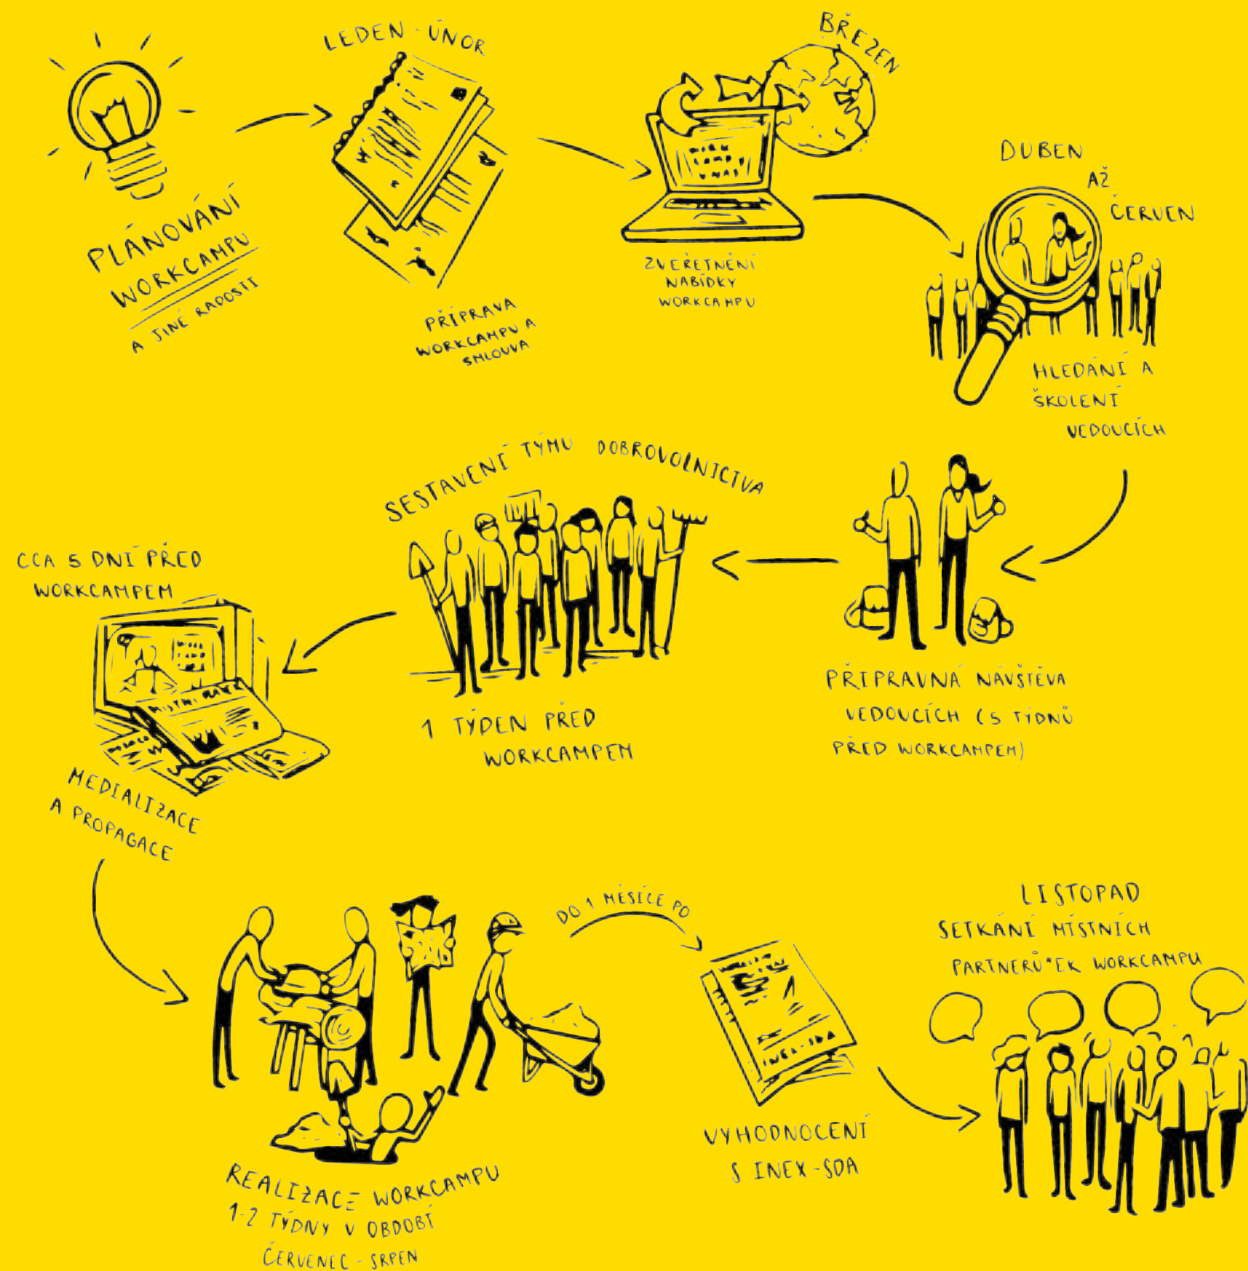 PLÁNOVÁNÍ
WORKCAMPU
A JINÉ RADOSTI
LEDEN - ÚNOR
PŘÍPRAVA
WORKCAMPU A
SMLOUVA
BŘEZEN
ZVEŘEJNĚNÍ
NABÍDKY
WORKCAMPU
DUBEN
AŽ
ČERVEN
HLEDÁNÍ A
ŠKOLENÍ
VEDOUCÍCH
PŘÍPRAVNÁ NÁVŠTĚVA
VEDOUCÍCH (5 TÝDNŮ
PŘED WORKCAMPEM)
SESTAVENÍ TÝMU DOBROVOLNICTVA
1 TÝDEN PŘED
WORKCAMPEM
CCA 5 DNÍ PŘED
WORKCAMPEM
MEDIALIZACE
A PROPAGACE
REALIZACE WORKCAMPU
1-2 TÝDNY V OBDOBÍ
ČERVENEC - SRPEN
DO 1 MĚSÍCE PO
INEX-SDA
VYHODNOCENÍ
S INEX-SDA
LISTOPAD
SETKÁNÍ MÍSTNÍCH
PARTNERŮ*EK WORKCAMPU